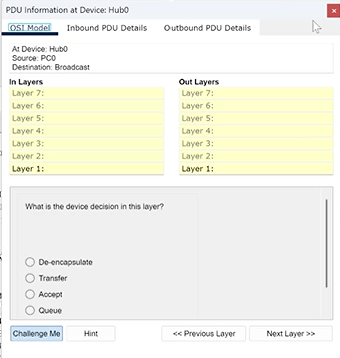 PDU Information at Device: Hub0
OSI Model Inbound PDU Details Outbound PDU Details
At Device: Hub0
Source: PC0
Destination: Broadcast
In Layers Out Layers
Layer 7: Layer 7:
Layer 6: Layer 6:
Layer 5: Layer 5:
Layer 4: Layer 4:
Layer 3: Layer 3:
Layer 2: Layer 2:
Layer 1: Layer 1:
What is the device decision in this layer?
De-encapsulate
Transfer
Accept
Queue
Challenge Me Hint << Previous Layer Next Layer >>